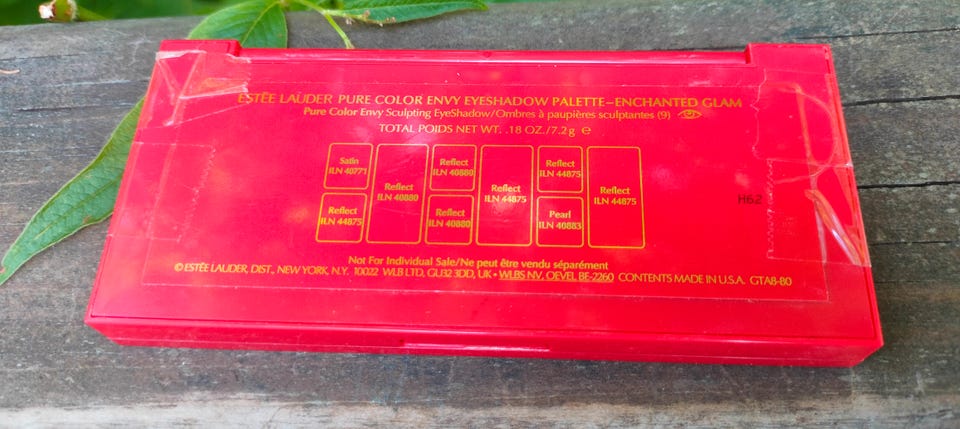 ESTĒE LAUDER PURE COLOR ENVY EYESHADOW PALETTE–ENCHANTED GLAM
Pure Color Envy Sculpting EyeShadow/Ombres à paupières sculptantes (9)
TOTAL POIDS NET WT. .18 OZ./7.2g ℮
Satin
ILN 40771
Reflect
ILN 44875
Reflect
ILN 40880
Reflect
ILN 40880
Reflect
ILN 40880
Reflect
ILN 44875
Reflect
ILN 44875
Pearl
ILN 40883
Reflect
ILN 44875
H62
Not For Individual Sale/Ne peut être vendu séparément
© ESTĒE LAUDER, DIST., NEW YORK, N.Y. 10022 WLB LTD, GU32 3DD, UK • WLBS NV, OEVEL BE-2260 CONTENTS MADE IN U.S.A. GTA8-80